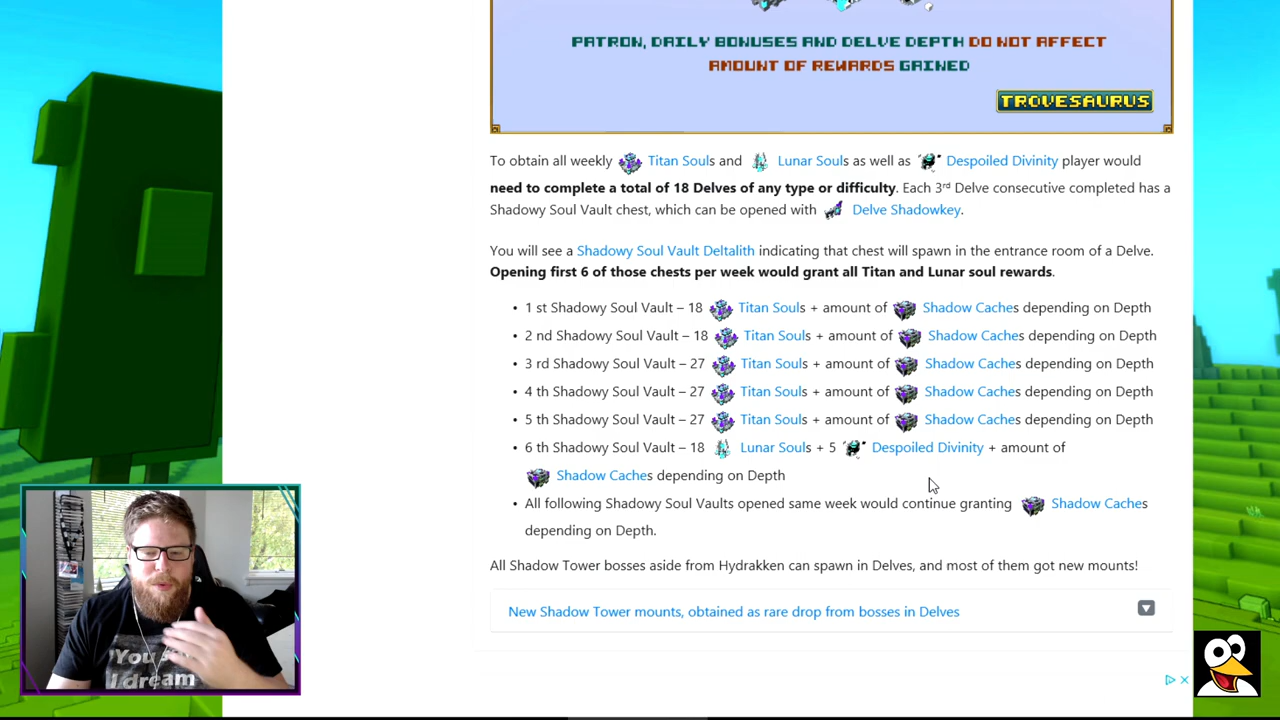 PATRON, DAILY BONUSES AND DELVE DEPTH DO NOT AFFECT
AMOUNT OF REWARDS GAINED
TROVESAURUS
To obtain all weekly Titan Souls and Lunar Souls as well as Despoiled Divinity player would
need to complete a total of 18 Delves of any type or difficulty. Each 3rd Delve consecutive completed has a
Shadowy Soul Vault chest, which can be opened with Delve Shadowkey.
You will see a Shadowy Soul Vault Deltalith indicating that chest will spawn in the entrance room of a Delve.
Opening first 6 of those chests per week would grant all Titan and Lunar soul rewards.
• 1 st Shadowy Soul Vault – 18 Titan Souls + amount of Shadow Caches depending on Depth
• 2 nd Shadowy Soul Vault – 18 Titan Souls + amount of Shadow Caches depending on Depth
• 3 rd Shadowy Soul Vault – 27 Titan Souls + amount of Shadow Caches depending on Depth
• 4 th Shadowy Soul Vault – 27 Titan Souls + amount of Shadow Caches depending on Depth
• 5 th Shadowy Soul Vault – 27 Titan Souls + amount of Shadow Caches depending on Depth
• 6 th Shadowy Soul Vault – 18 Lunar Souls + 5 Despoiled Divinity + amount of
Shadow Caches depending on Depth
• All following Shadowy Soul Vaults opened same week would continue granting Shadow Caches
depending on Depth.
All Shadow Tower bosses aside from Hydrakken can spawn in Delves, and most of them got new mounts!
New Shadow Tower mounts, obtained as rare drop from bosses in Delves
"You
dream